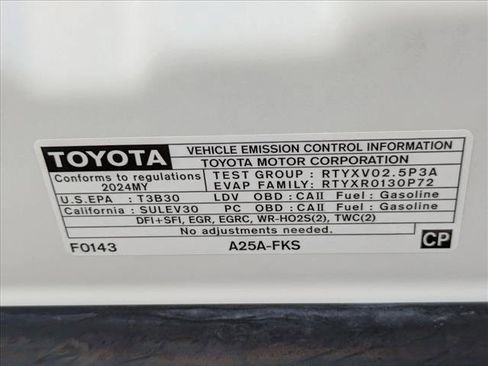 TOYOTA VEHICLE EMISSION CONTROL INFORMATION
TOYOTA MOTOR CORPORATION
Conforms to regulations TEST GROUP : RTYXV02.5P3A
2024MY EVAP FAMILY: RTYXR0130P72
U.S.EPA : T3B30 LDV OBD : CAII Fuel : Gasoline
California : SULEV30 PC OBD : CAII Fuel : Gasoline
DFI+SFI, EGR, EGRC, WR-HO2S(2), TWC(2)
No adjustments needed.
F0143 A25A-FKS CP